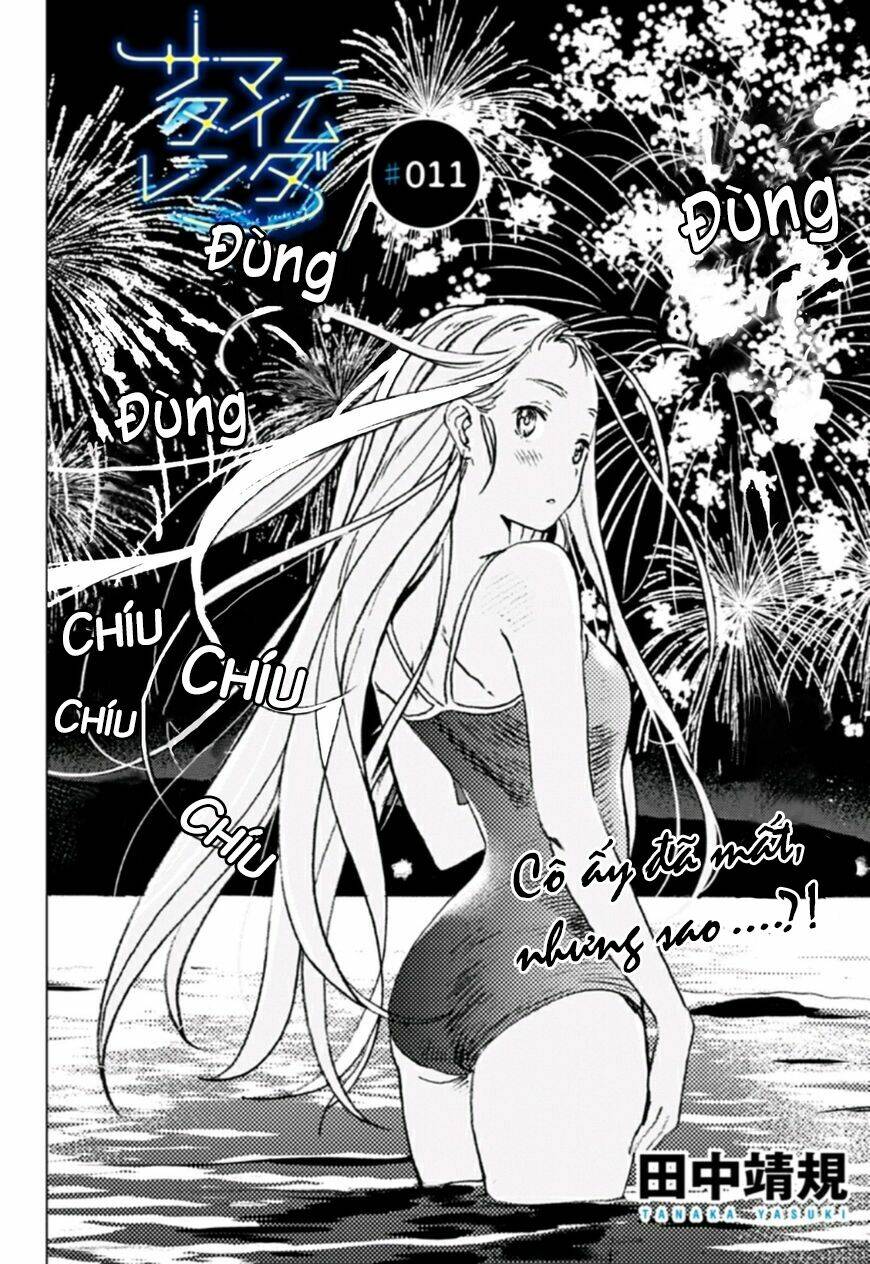 サマー
タイム
レンダ
#011
Đùng
Đùng
Đùng
CHÍU
CHÍU
CHÍU
CHÍU
CHÍU
Cô ấy đã mất,
nhưng sao ....?!
田中靖規
TANAKA YASUKI